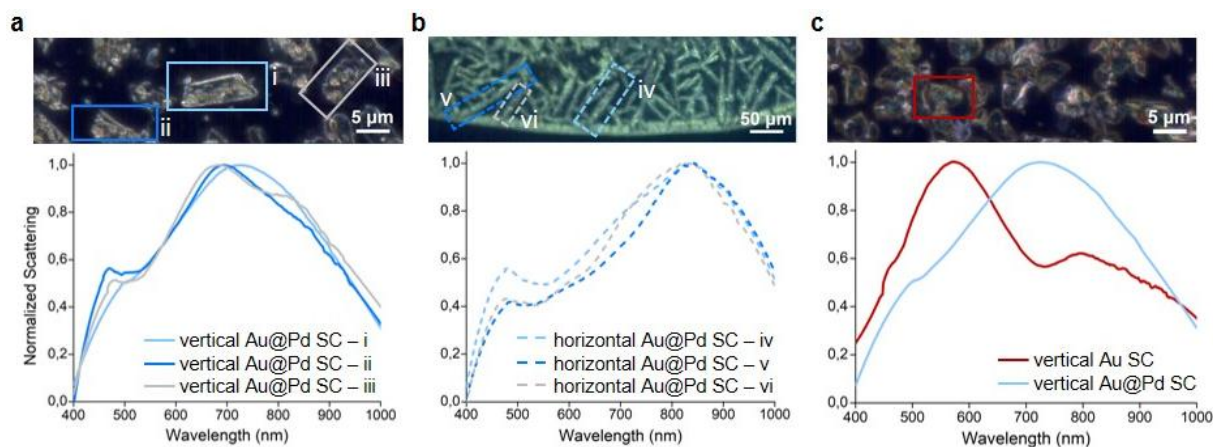 a
i
ii
iii
5 µm
b
v
vi
iv
50 µm
c
5 µm
Normalized Scattering
1,0
0,8
0,6
0,4
0,2
0,0
400 500 600 700 800 900 1000
Wavelength (nm)
vertical Au@Pd SC – i
vertical Au@Pd SC – ii
vertical Au@Pd SC – iii
1,0
0,8
0,6
0,4
0,2
0,0
400 500 600 700 800 900 1000
Wavelength (nm)
horizontal Au@Pd SC – iv
horizontal Au@Pd SC – v
horizontal Au@Pd SC – vi
1,0
0,8
0,6
0,4
0,2
0,0
400 500 600 700 800 900 1000
Wavelength (nm)
vertical Au SC
vertical Au@Pd SC